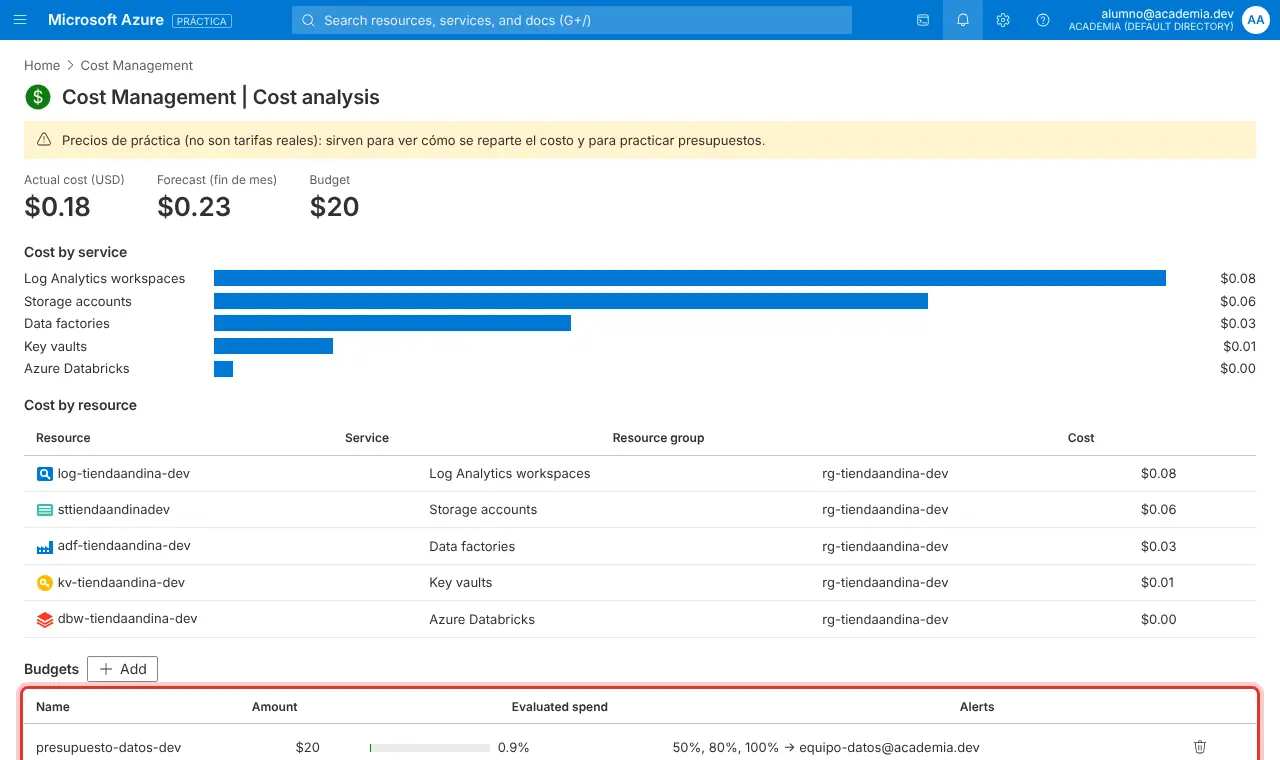 Microsoft Azure PRÁCTICA Search resources, services, and docs (G+/) alumno@academia.dev
ACADEMIA (DEFAULT DIRECTORY) AA
Home > Cost Management
$ Cost Management | Cost analysis
Precios de práctica (no son tarifas reales): sirven para ver cómo se reparte el costo y para practicar presupuestos.
Actual cost (USD) Forecast (fin de mes) Budget
$0.18 $0.23 $20
Cost by service
Log Analytics workspaces $0.08
Storage accounts $0.06
Data factories $0.03
Key vaults $0.01
Azure Databricks $0.00
Cost by resource
Resource Service Resource group Cost
log-tiendaandina-dev Log Analytics workspaces rg-tiendaandina-dev $0.08
sttiendaandinadev Storage accounts rg-tiendaandina-dev $0.06
adf-tiendaandina-dev Data factories rg-tiendaandina-dev $0.03
kv-tiendaandina-dev Key vaults rg-tiendaandina-dev $0.01
dbw-tiendaandina-dev Azure Databricks rg-tiendaandina-dev $0.00
Budgets + Add
Name Amount Evaluated spend Alerts
presupuesto-datos-dev $20 0.9% 50%, 80%, 100% → equipo-datos@academia.dev